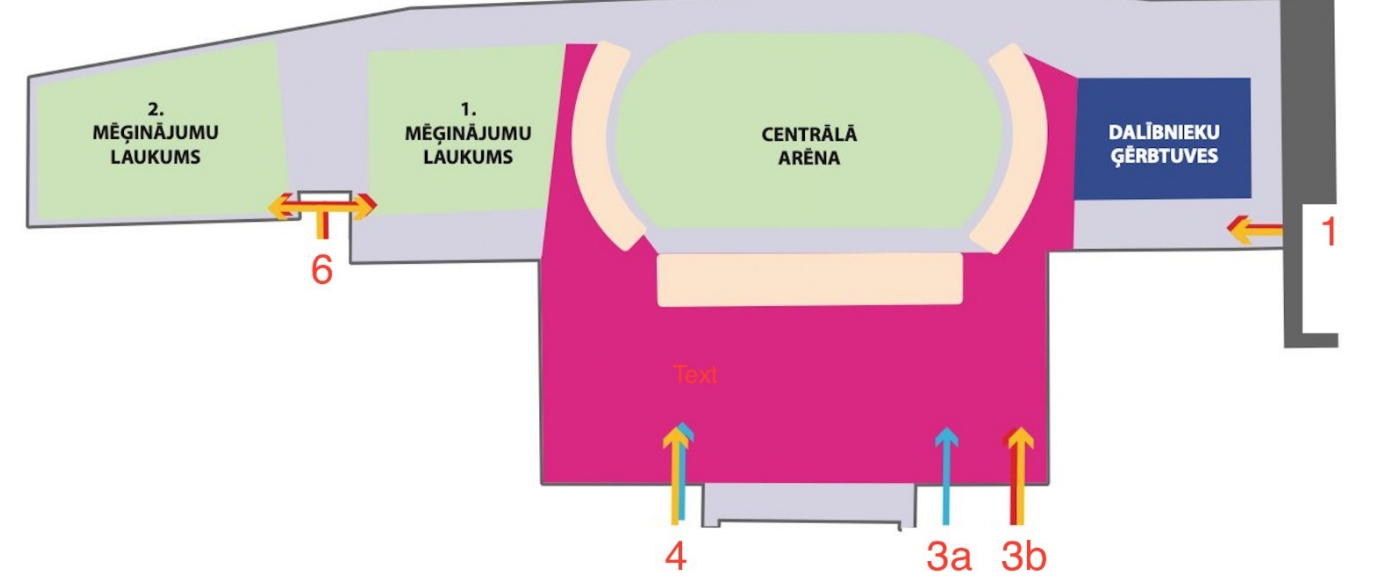 2.
MĒĢINĀJUMU
LAUKUMS
1.
MĒĢINĀJUMU
LAUKUMS
CENTRĀLĀ
ARĒNA
DALĪBNIEKU
ĢĒRBTUVES
1
6
Text
4
3a
3b